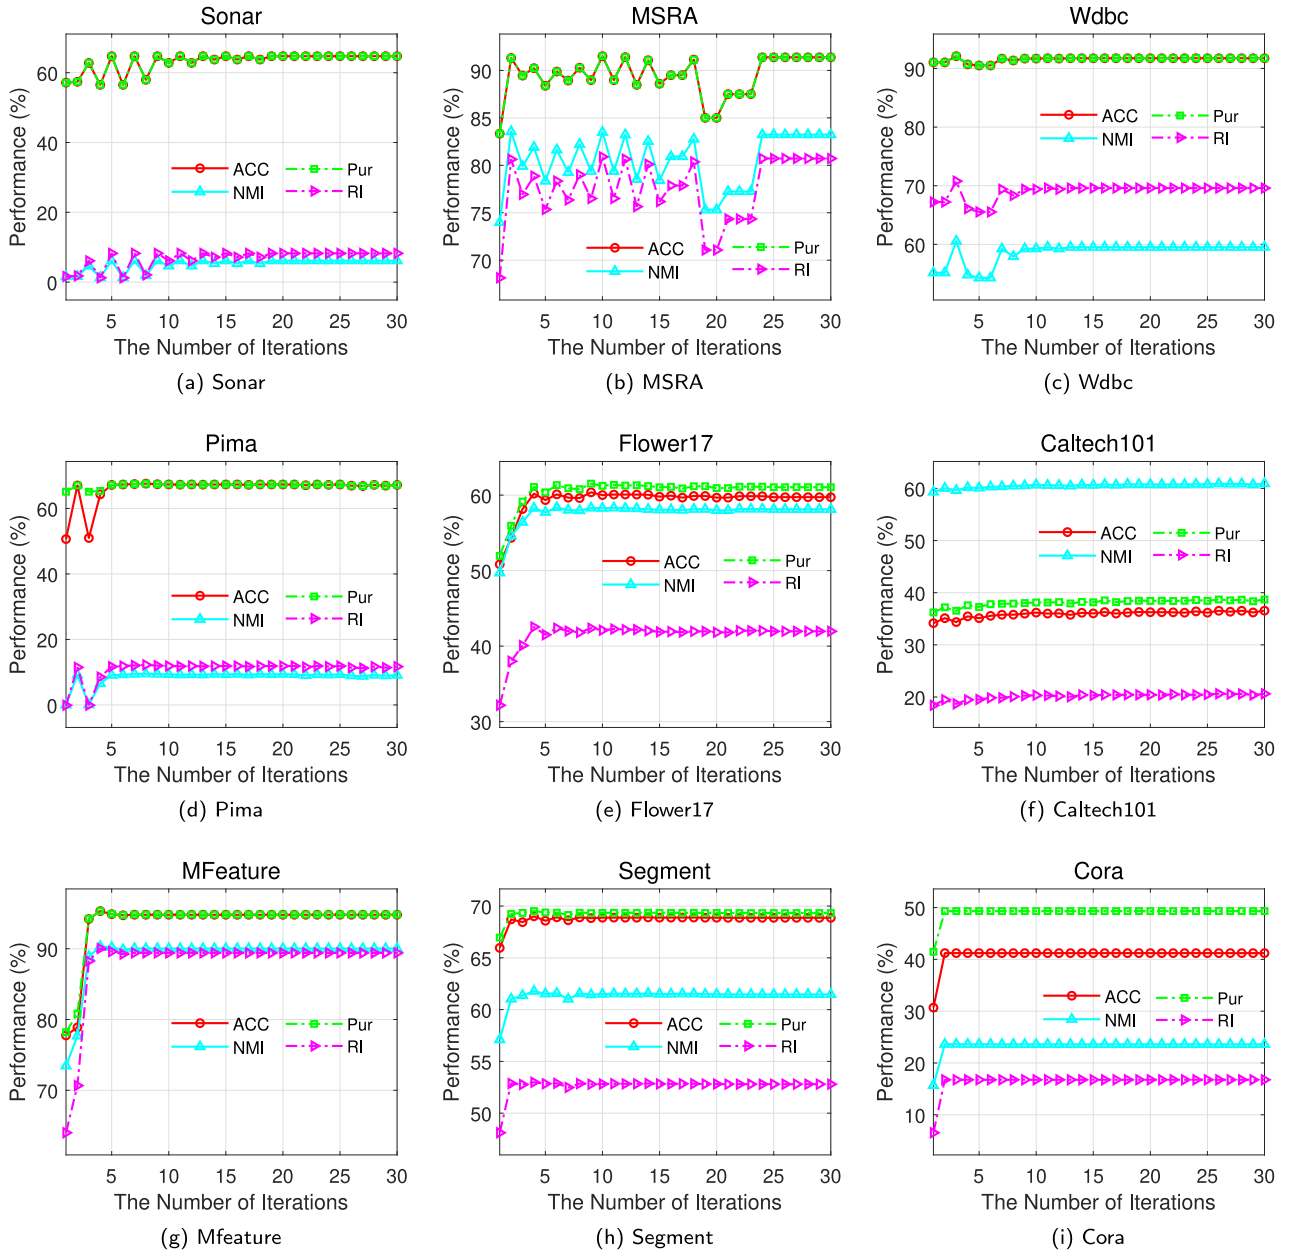 Sonar
Performance (%)
60
40
20
0
ACC
NMI
Pur
RI
5 10 15 20 25 30
The Number of Iterations
(a) Sonar
MSRA
Performance (%)
90
85
80
75
70
ACC
NMI
Pur
RI
5 10 15 20 25 30
The Number of Iterations
(b) MSRA
Wdbc
Performance (%)
90
80
70
60
ACC
NMI
Pur
RI
5 10 15 20 25 30
The Number of Iterations
(c) Wdbc
Pima
Performance (%)
60
40
20
0
ACC
NMI
Pur
RI
5 10 15 20 25 30
The Number of Iterations
(d) Pima
Flower17
Performance (%)
60
50
40
30
ACC
NMI
Pur
RI
5 10 15 20 25 30
The Number of Iterations
(e) Flower17
Caltech101
Performance (%)
60
50
40
30
20
ACC
NMI
Pur
RI
5 10 15 20 25 30
The Number of Iterations
(f) Caltech101
MFeature
Performance (%)
90
80
70
ACC
NMI
Pur
RI
5 10 15 20 25 30
The Number of Iterations
(g) Mfeature
Segment
Performance (%)
70
65
60
55
50
ACC
NMI
Pur
RI
5 10 15 20 25 30
The Number of Iterations
(h) Segment
Cora
Performance (%)
50
40
30
20
10
ACC
NMI
Pur
RI
5 10 15 20 25 30
The Number of Iterations
(i) Cora